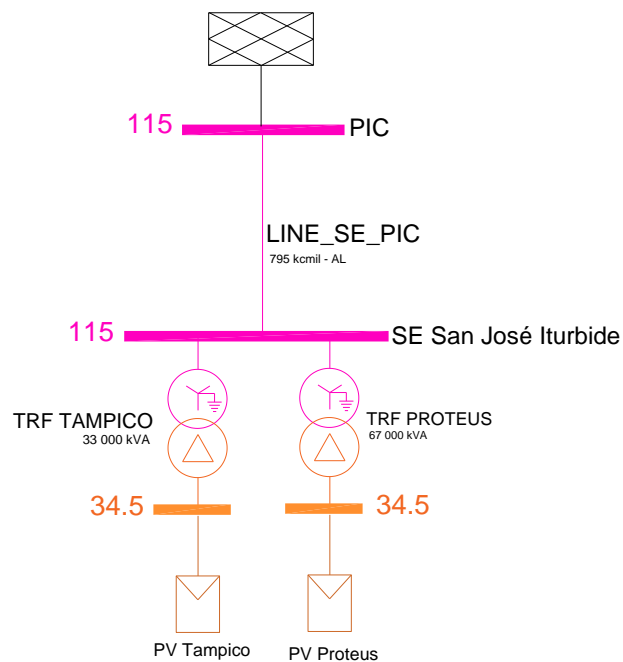 115
PIC
LINE_SE_PIC
795 kcmil - AL
115
SE San José Iturbide
TRF TAMPICO
33 000 kVA
TRF PROTEUS
67 000 kVA
34.5
34.5
PV Tampico
PV Proteus